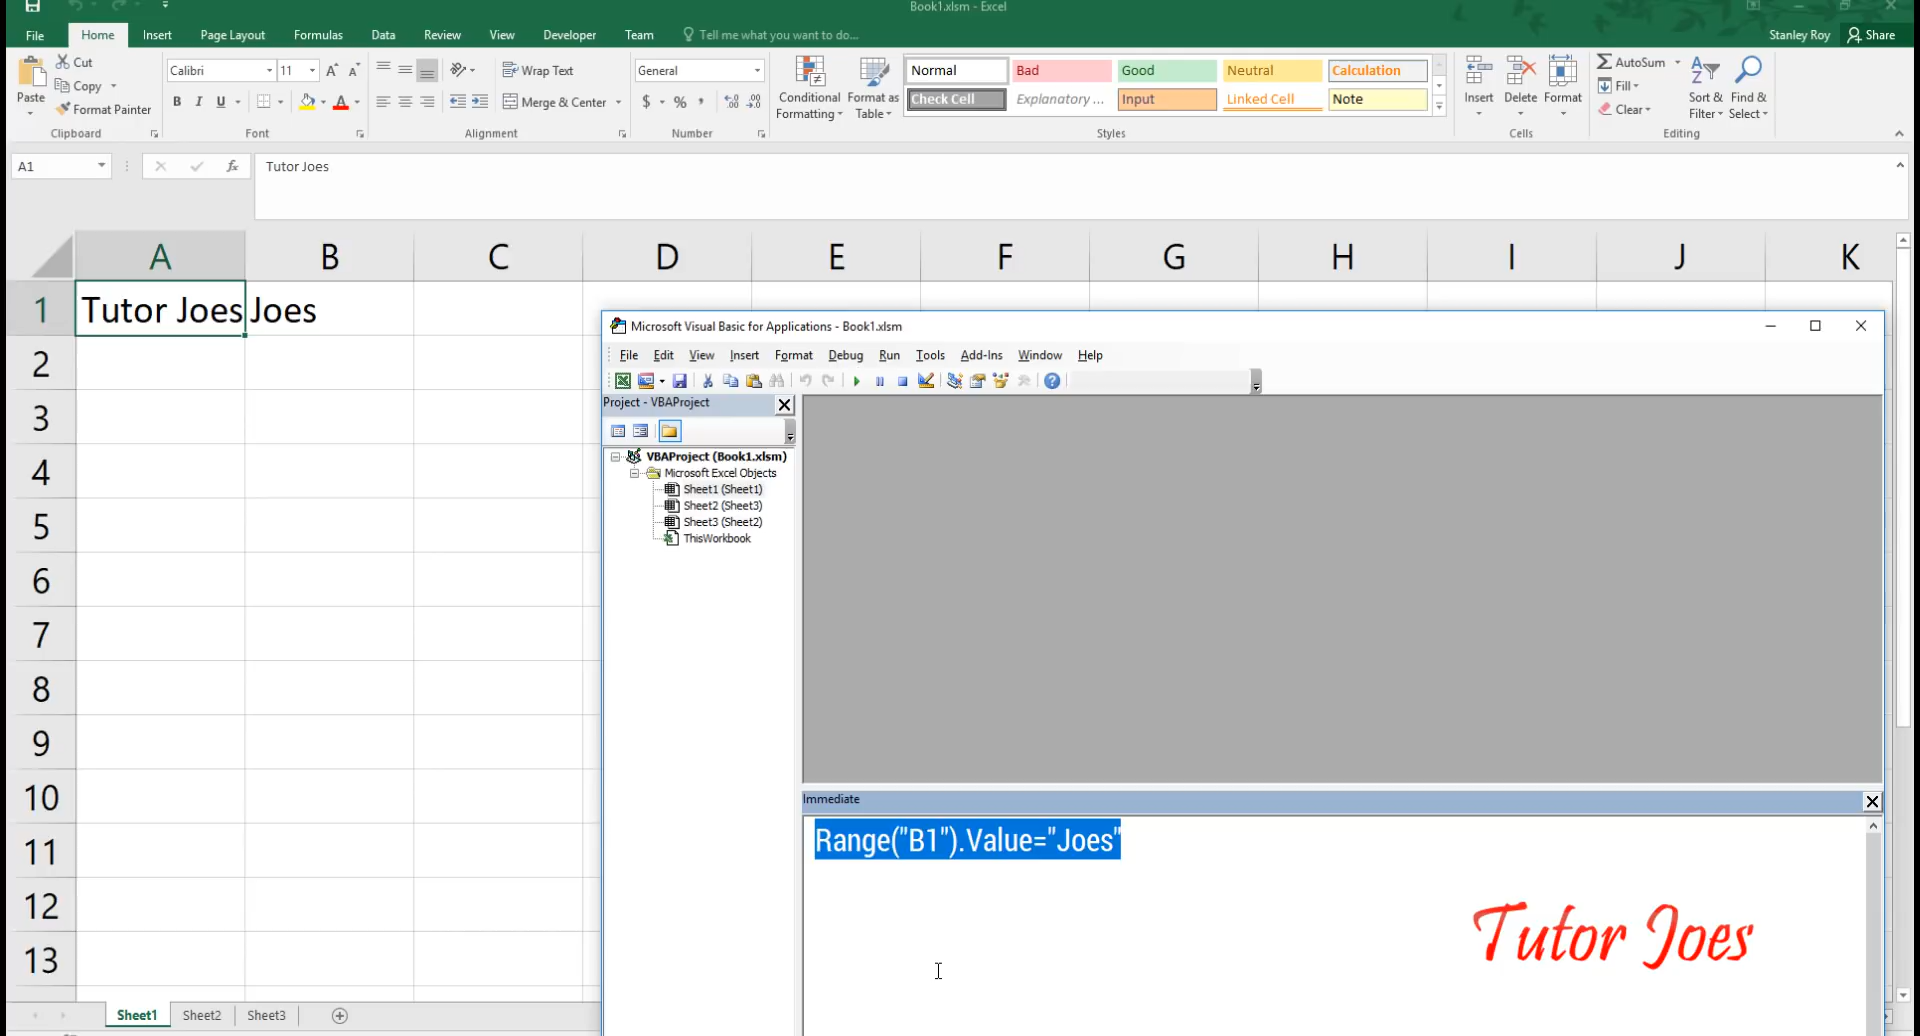 Book1.xlsm - Excel
File Home Insert Page Layout Formulas Data Review View Developer Team Tell me what you want to do... Stanley Roy Share
Paste
Cut
Copy
Format Painter
Clipboard
Calibri 11
B I U
Font
Wrap Text
Merge & Center
Alignment
General
$ % ,
Number
Conditional Formatting
Format as Table
Normal Bad Good Neutral Calculation
Check Cell Explanatory ... Input Linked Cell Note
Styles
Insert Delete Format
Cells
AutoSum
Fill
Clear
Sort & Filter
Find & Select
Editing
A1 fx Tutor Joes
A B C D E F G H I J K
1 Tutor Joes Joes
2
3
4
5
6
7
8
9
10
11
12
13
Microsoft Visual Basic for Applications - Book1.xlsm
File Edit View Insert Format Debug Run Tools Add-Ins Window Help
Project - VBAProject
VBAProject (Book1.xlsm)
Microsoft Excel Objects
Sheet1 (Sheet1)
Sheet2 (Sheet3)
Sheet3 (Sheet2)
ThisWorkbook
Immediate
Range("B1").Value="Joes"
Tutor Joes
Sheet1 Sheet2 Sheet3